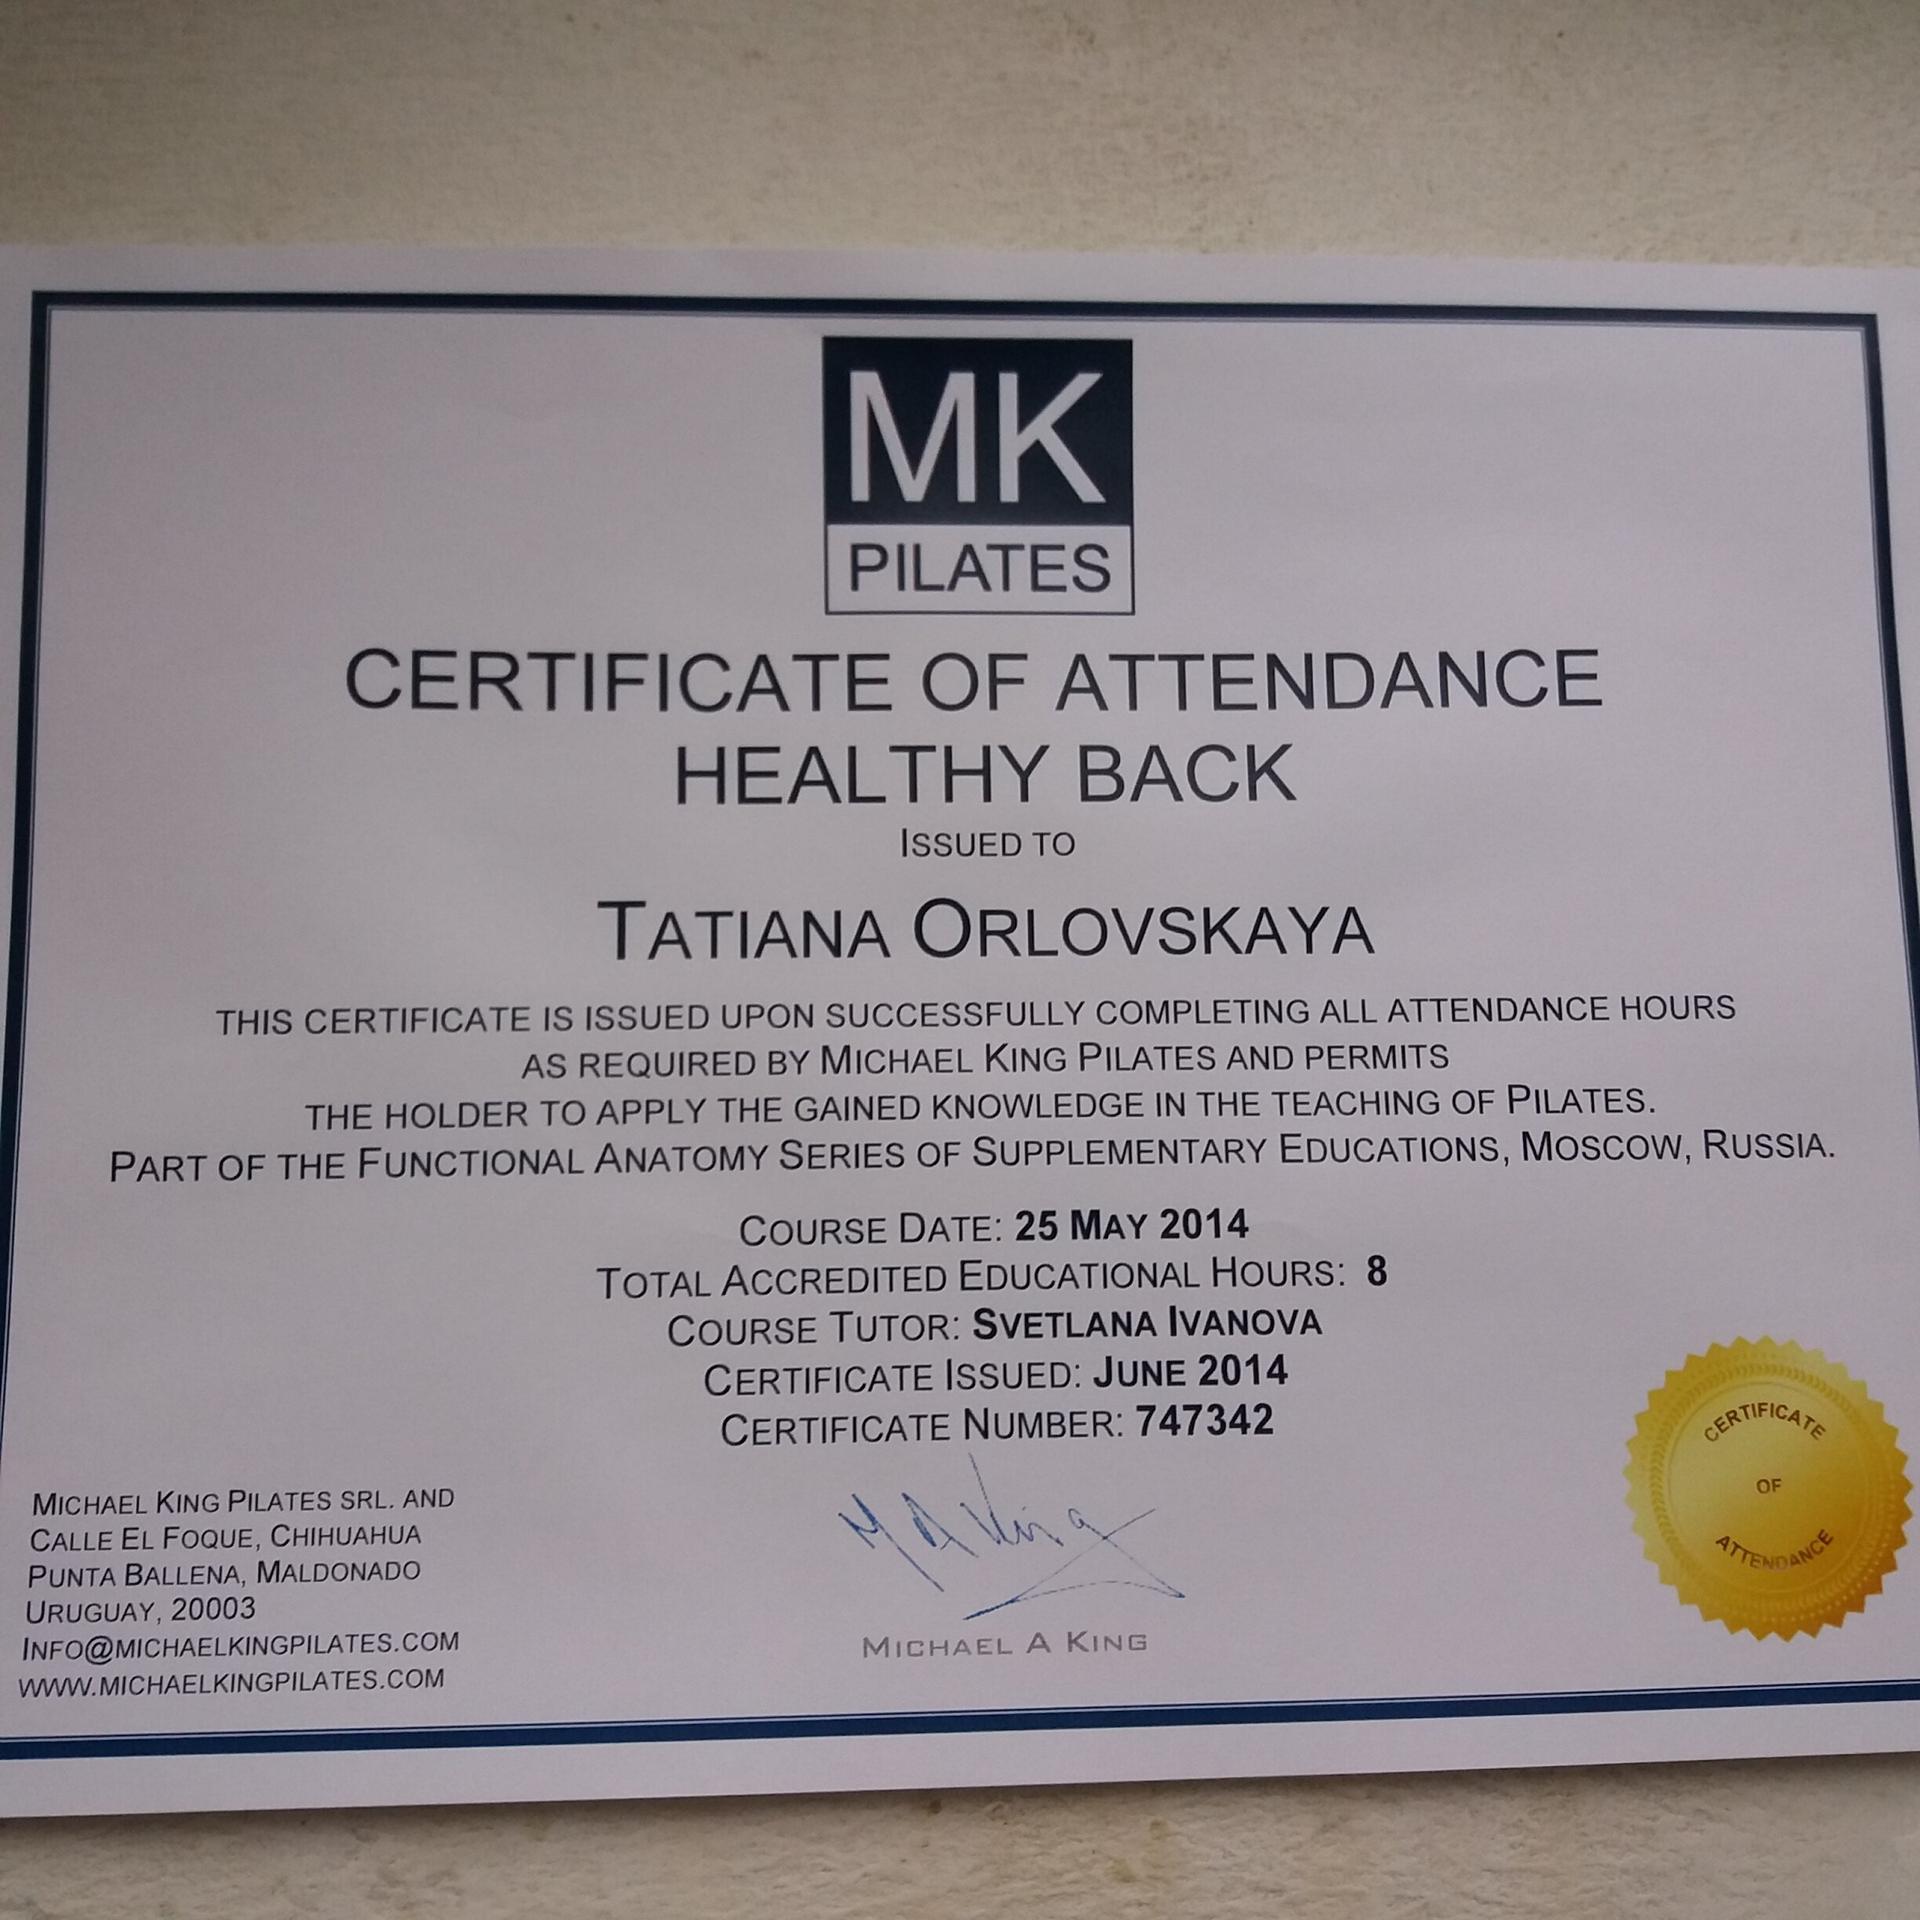 MK
PILATES
CERTIFICATE OF ATTENDANCE
HEALTHY BACK
ISSUED TO
TATIANA ORLOVSKAYA
THIS CERTIFICATE IS ISSUED UPON SUCCESSFULLY COMPLETING ALL ATTENDANCE HOURS
AS REQUIRED BY MICHAEL KING PILATES AND PERMITS
THE HOLDER TO APPLY THE GAINED KNOWLEDGE IN THE TEACHING OF PILATES.
PART OF THE FUNCTIONAL ANATOMY SERIES OF SUPPLEMENTARY EDUCATIONS, MOSCOW, RUSSIA.
COURSE DATE: 25 MAY 2014
TOTAL ACCREDITED EDUCATIONAL HOURS: 8
COURSE TUTOR: SVETLANA IVANOVA
CERTIFICATE ISSUED: JUNE 2014
CERTIFICATE NUMBER: 747342
MICHAEL KING PILATES SRL. AND
CALLE EL FOQUE, CHIHUAHUA
PUNTA BALLENA, MALDONADO
URUGUAY, 20003
INFO@MICHAELKINGPILATES.COM
WWW.MICHAELKINGPILATES.COM
M A King
MICHAEL A KING
CERTIFICATE
OF
ATTENDANCE